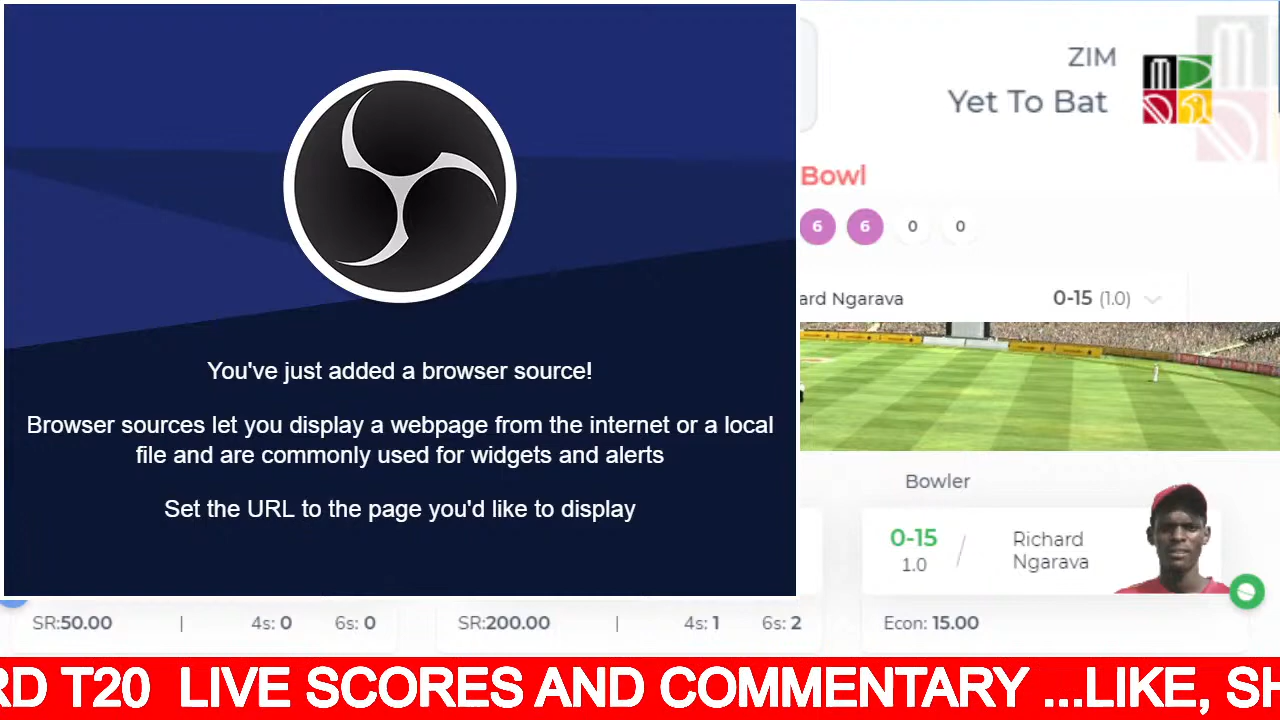 You've just added a browser source!
Browser sources let you display a webpage from the internet or a local
file and are commonly used for widgets and alerts
Set the URL to the page you'd like to display
ZIM
Yet To Bat
Bowl
6 6 0 0
ard Ngarava 0-15 (1.0)
Bowler
0-15 / Richard
1.0 Ngarava
SR:50.00 | 4s: 0 6s: 0 SR:200.00 | 4s: 1 6s: 2 Econ: 15.00
RD T20 LIVE SCORES AND COMMENTARY ...LIKE, SH